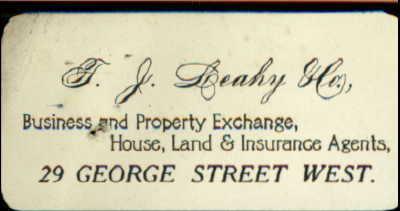 T. J. Leahy & Co.,
Business and Property Exchange,
House, Land & Insurance Agents,
29 GEORGE STREET WEST.